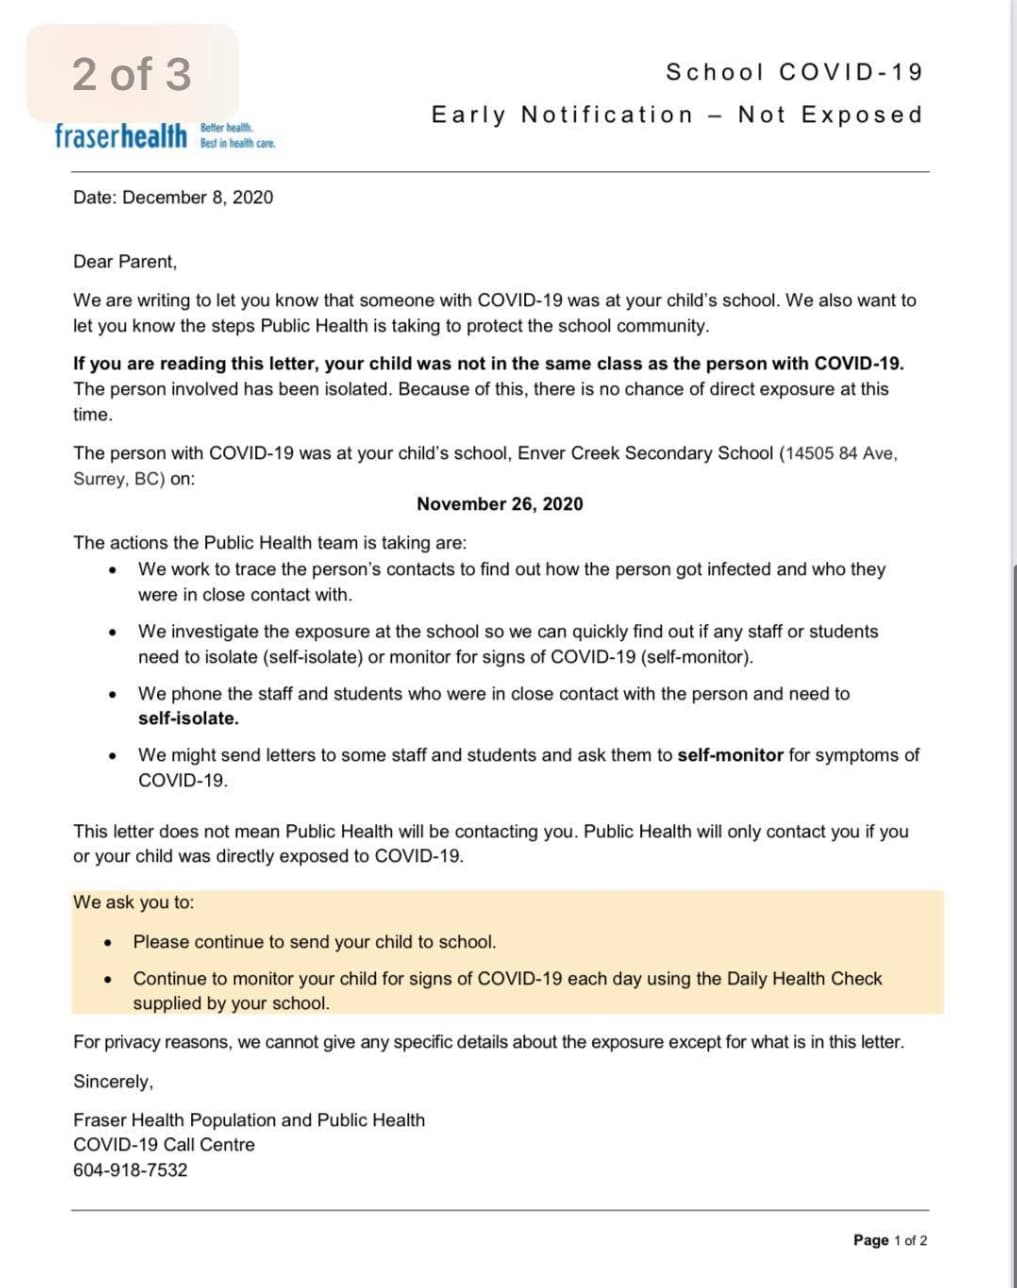 2 of 3
School COVID-19
Early Notification – Not Exposed
fraserhealth Better health.
Best in health care.
Date: December 8, 2020
Dear Parent,
We are writing to let you know that someone with COVID-19 was at your child's school. We also want to
let you know the steps Public Health is taking to protect the school community.
If you are reading this letter, your child was not in the same class as the person with COVID-19.
The person involved has been isolated. Because of this, there is no chance of direct exposure at this
time.
The person with COVID-19 was at your child's school, Enver Creek Secondary School (14505 84 Ave,
Surrey, BC) on:
November 26, 2020
The actions the Public Health team is taking are:
• We work to trace the person's contacts to find out how the person got infected and who they
were in close contact with.
• We investigate the exposure at the school so we can quickly find out if any staff or students
need to isolate (self-isolate) or monitor for signs of COVID-19 (self-monitor).
• We phone the staff and students who were in close contact with the person and need to
self-isolate.
• We might send letters to some staff and students and ask them to self-monitor for symptoms of
COVID-19.
This letter does not mean Public Health will be contacting you. Public Health will only contact you if you
or your child was directly exposed to COVID-19.
We ask you to:
• Please continue to send your child to school.
• Continue to monitor your child for signs of COVID-19 each day using the Daily Health Check
supplied by your school.
For privacy reasons, we cannot give any specific details about the exposure except for what is in this letter.
Sincerely,
Fraser Health Population and Public Health
COVID-19 Call Centre
604-918-7532
Page 1 of 2